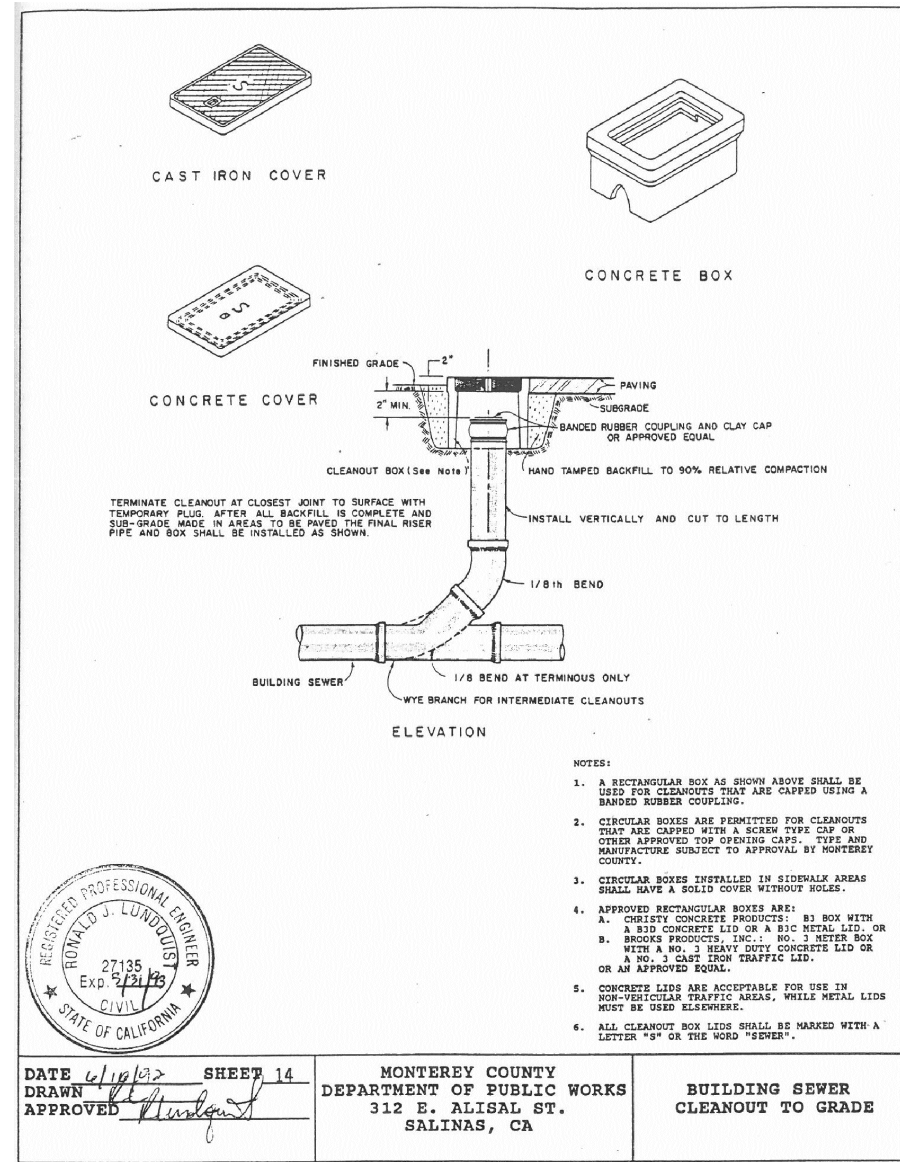 CAST IRON COVER
CONCRETE BOX
CONCRETE COVER
FINISHED GRADE
2"
2" MIN.
PAVING
SUBGRADE
BANDED RUBBER COUPLING AND CLAY CAP
OR APPROVED EQUAL
CLEANOUT BOX (See Note)
HAND TAMPED BACKFILL TO 90% RELATIVE COMPACTION
TERMINATE CLEANOUT AT CLOSEST JOINT TO SURFACE WITH
TEMPORARY PLUG. AFTER ALL BACKFILL IS COMPLETE AND
SUB-GRADE MADE IN AREAS TO BE PAVED THE FINAL RISER
PIPE AND BOX SHALL BE INSTALLED AS SHOWN.
INSTALL VERTICALLY AND CUT TO LENGTH
1/8th BEND
BUILDING SEWER
1/8 BEND AT TERMINOUS ONLY
WYE BRANCH FOR INTERMEDIATE CLEANOUTS
ELEVATION
NOTES:
1. A RECTANGULAR BOX AS SHOWN ABOVE SHALL BE
USED FOR CLEANOUTS THAT ARE CAPPED USING A
BANDED RUBBER COUPLING.
2. CIRCULAR BOXES ARE PERMITTED FOR CLEANOUTS
THAT ARE CAPPED WITH A SCREW TYPE CAP OR
OTHER APPROVED TOP OPENING CAPS. TYPE AND
MANUFACTURE SUBJECT TO APPROVAL BY MONTEREY
COUNTY.
3. CIRCULAR BOXES INSTALLED IN SIDEWALK AREAS
SHALL HAVE A SOLID COVER WITHOUT HOLES.
4. APPROVED RECTANGULAR BOXES ARE:
A. CHRISTY CONCRETE PRODUCTS: B3 BOX WITH
A B3D CONCRETE LID OR A B3C METAL LID. OR
B. BROOKS PRODUCTS, INC.: NO. 3 METER BOX
WITH A NO. 3 HEAVY DUTY CONCRETE LID OR
A NO. 3 CAST IRON TRAFFIC LID.
OR AN APPROVED EQUAL.
5. CONCRETE LIDS ARE ACCEPTABLE FOR USE IN
NON-VEHICULAR TRAFFIC AREAS, WHILE METAL LIDS
MUST BE USED ELSEWHERE.
6. ALL CLEANOUT BOX LIDS SHALL BE MARKED WITH A
LETTER "S" OR THE WORD "SEWER".
REGISTERED PROFESSIONAL ENGINEER
RONALD J. LUNDQUIST
27135
Exp. 3/31/93
CIVIL
STATE OF CALIFORNIA
DATE 6/10/92 SHEET 14
DRAWN
APPROVED
MONTEREY COUNTY
DEPARTMENT OF PUBLIC WORKS
312 E. ALISAL ST.
SALINAS, CA
BUILDING SEWER
CLEANOUT TO GRADE